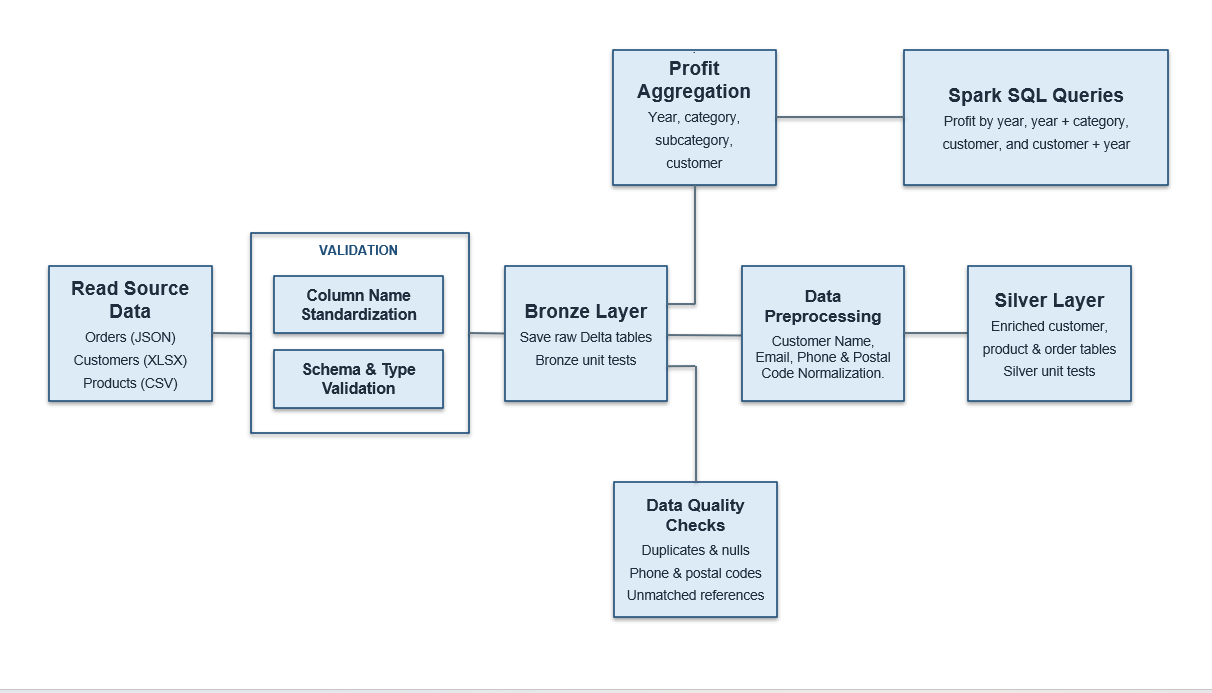 Profit
Aggregation
Year, category,
subcategory,
customer
Spark SQL Queries
Profit by year, year + category,
customer, and customer + year
Read Source
Data
Orders (JSON)
Customers (XLSX)
Products (CSV)
VALIDATION
Column Name
Standardization
Schema & Type
Validation
Bronze Layer
Save raw Delta tables
Bronze unit tests
Data
Preprocessing
Customer Name,
Email, Phone & Postal
Code Normalization.
Silver Layer
Enriched customer,
product & order tables
Silver unit tests
Data Quality
Checks
Duplicates & nulls
Phone & postal codes
Unmatched references